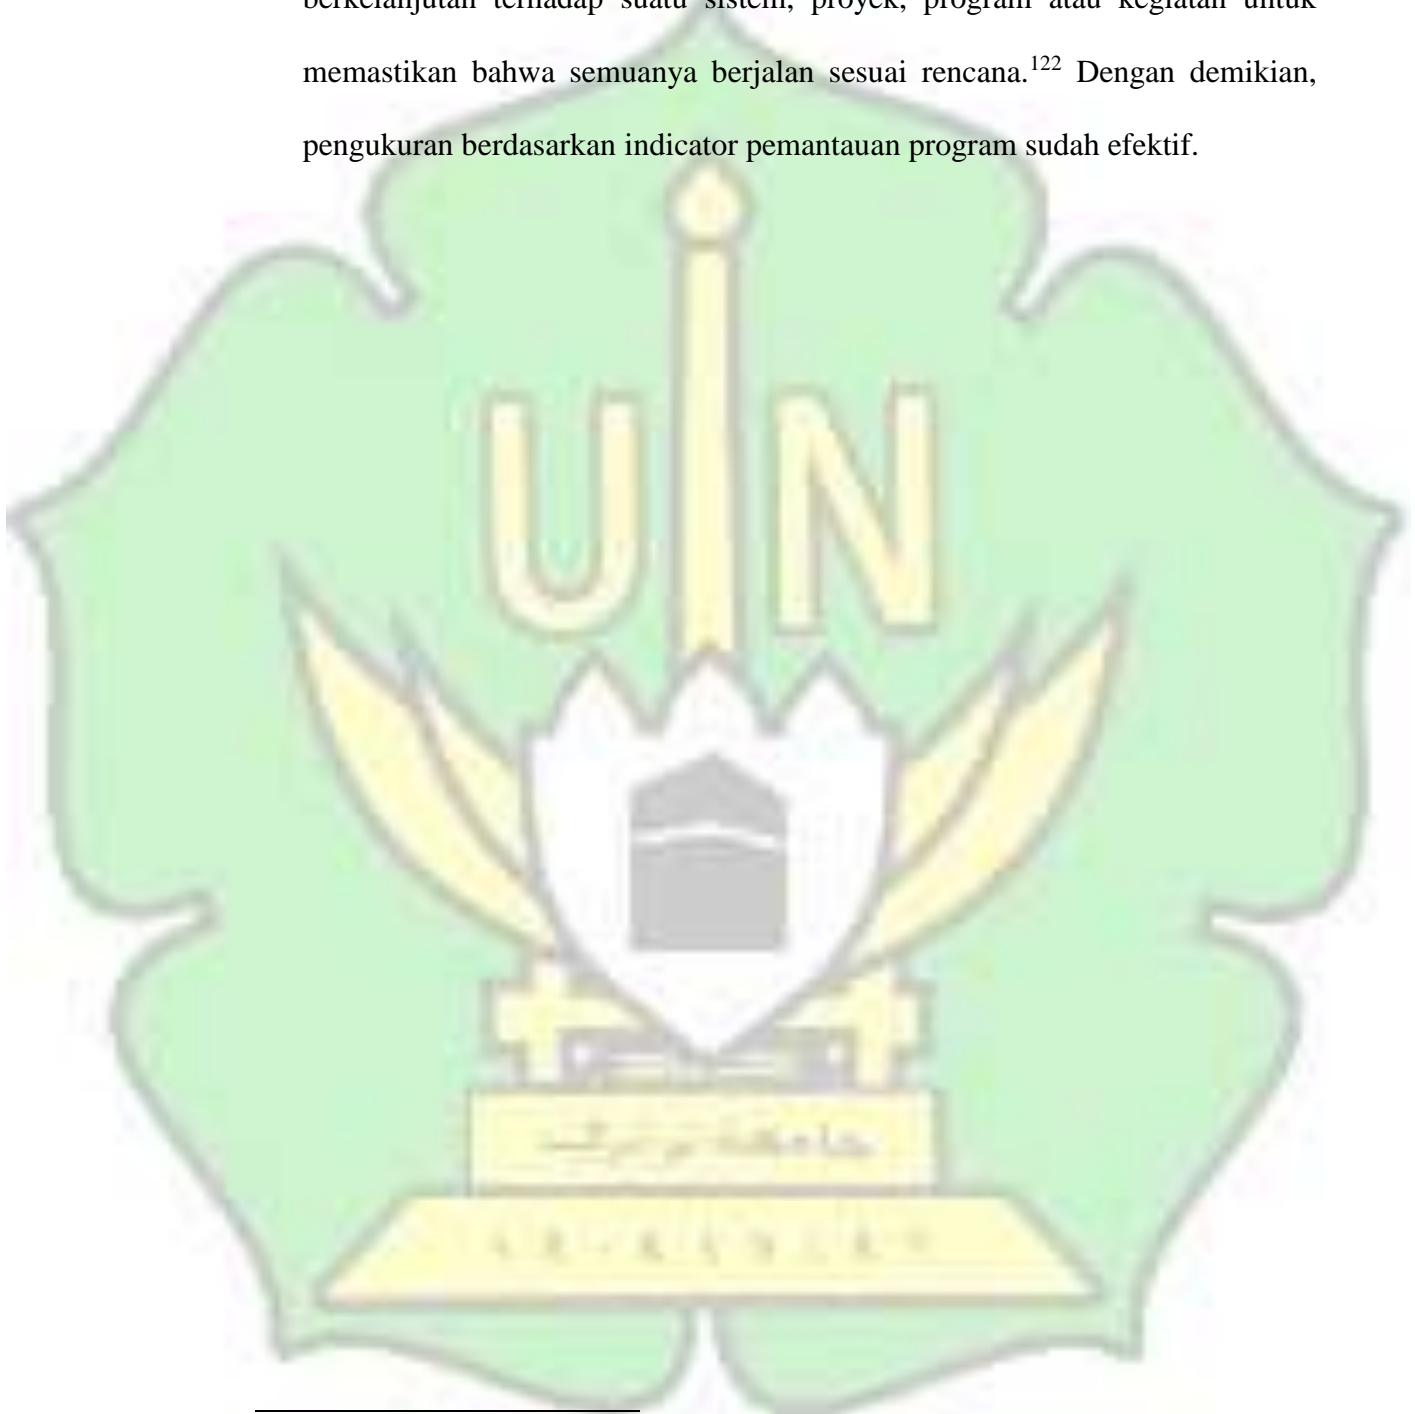 berkelanjutan terhadap suatu sistem, proyek, program atau kegiatan untuk
memastikan bahwa semuanya berjalan sesuai rencana.122 Dengan demikian,
pengukuran berdasarkan indicator pemantauan program sudah efektif.
UIN